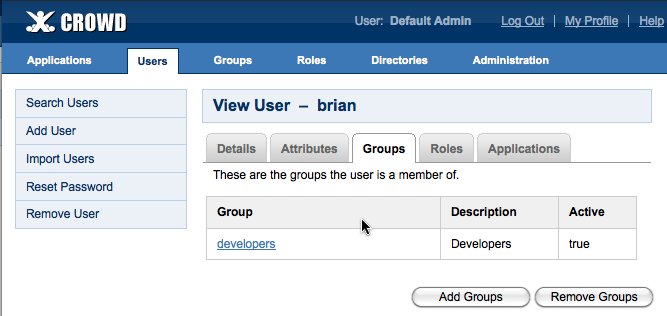 CROWD
User: Default Admin Log Out | My Profile | Help
Applications Users Groups Roles Directories Administration
Search Users
Add User
Import Users
Reset Password
Remove User
View User – brian
Details Attributes Groups Roles Applications
These are the groups the user is a member of.
Group Description Active
developers Developers true
Add Groups Remove Groups